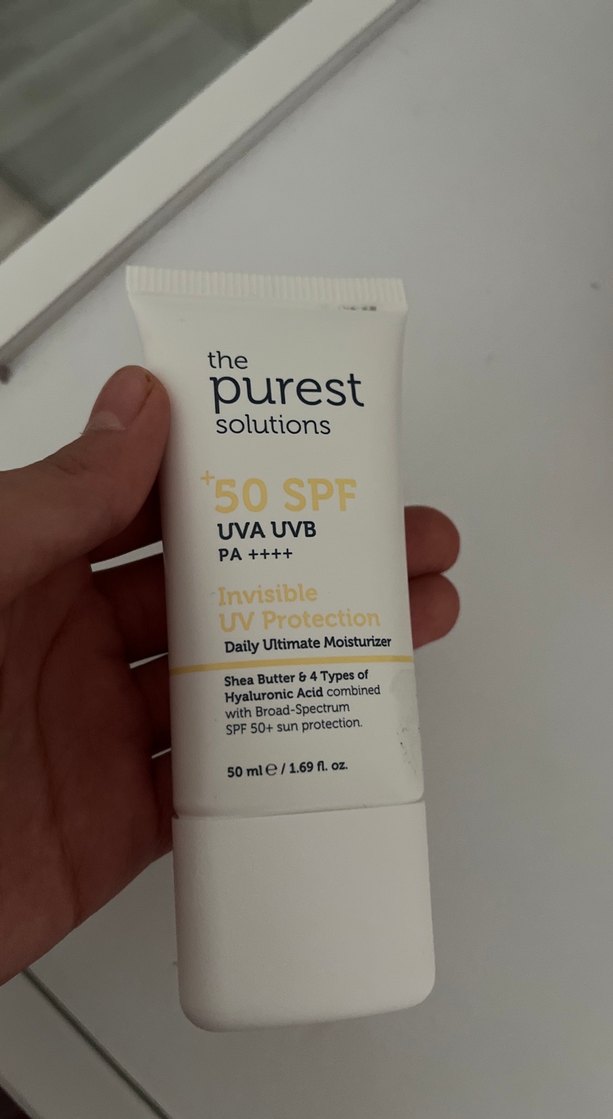 the
purest
solutions
+50 SPF
UVA UVB
PA ++++
Invisible
UV Protection
Daily Ultimate Moisturizer
Shea Butter & 4 Types of
Hyaluronic Acid combined
with Broad-Spectrum
SPF 50+ sun protection.
50 ml ℮ / 1.69 fl. oz.